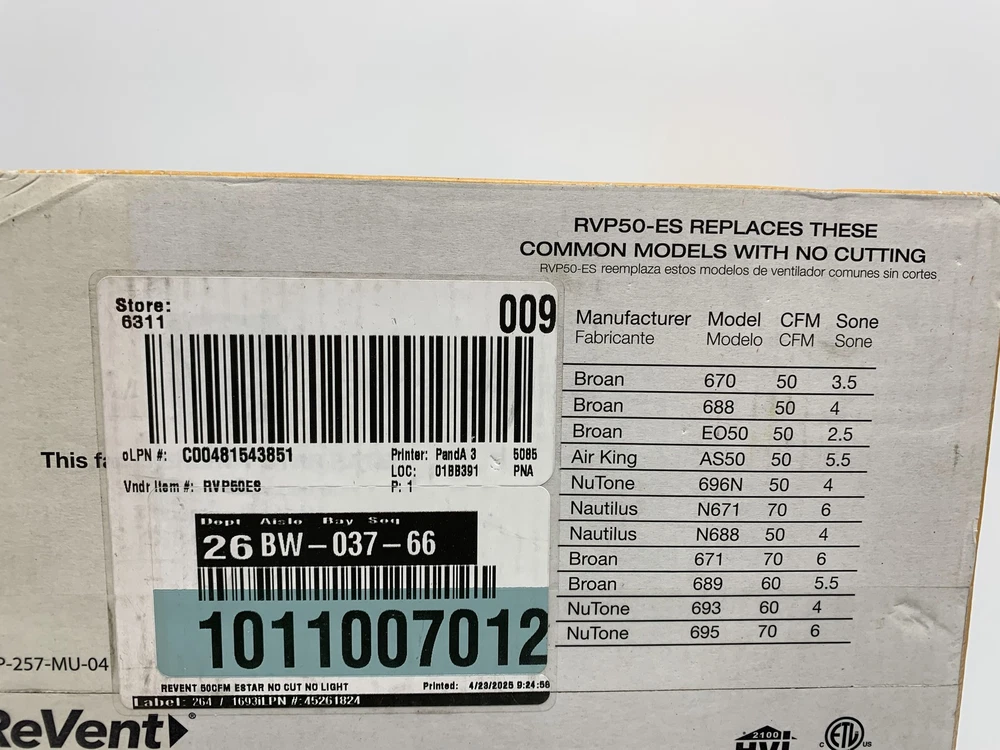 RVP50-ES REPLACES THESE
COMMON MODELS WITH NO CUTTING
RVP50-ES reemplaza estos modelos de ventilador comunes sin cortes
Manufacturer Model CFM Sone
Fabricante Modelo CFM Sone
Broan 670 50 3.5
Broan 688 50 4
Broan EO50 50 2.5
Air King AS50 50 5.5
NuTone 696N 50 4
Nautilus N671 70 6
Nautilus N688 50 4
Broan 671 70 6
Broan 689 60 5.5
NuTone 693 60 4
NuTone 695 70 6
Store:
6311
009
oLPN #: C00481543851
Printer: PandA 3 5085
LOC: 01BB391 PNA
Vndr Item #: RVP50ES
P: 1
Dept Aisle Bay Seq
26 BW-037-66
1011007012
REVENT 50CFM ESTAR NO CUT NO LIGHT
Printed: 4/23/2025 9:24:56
Label: 264 / 1693iLPN #:45261824
This fa
P-257-MU-04
ReVent®
2100
HVI
c ETL us